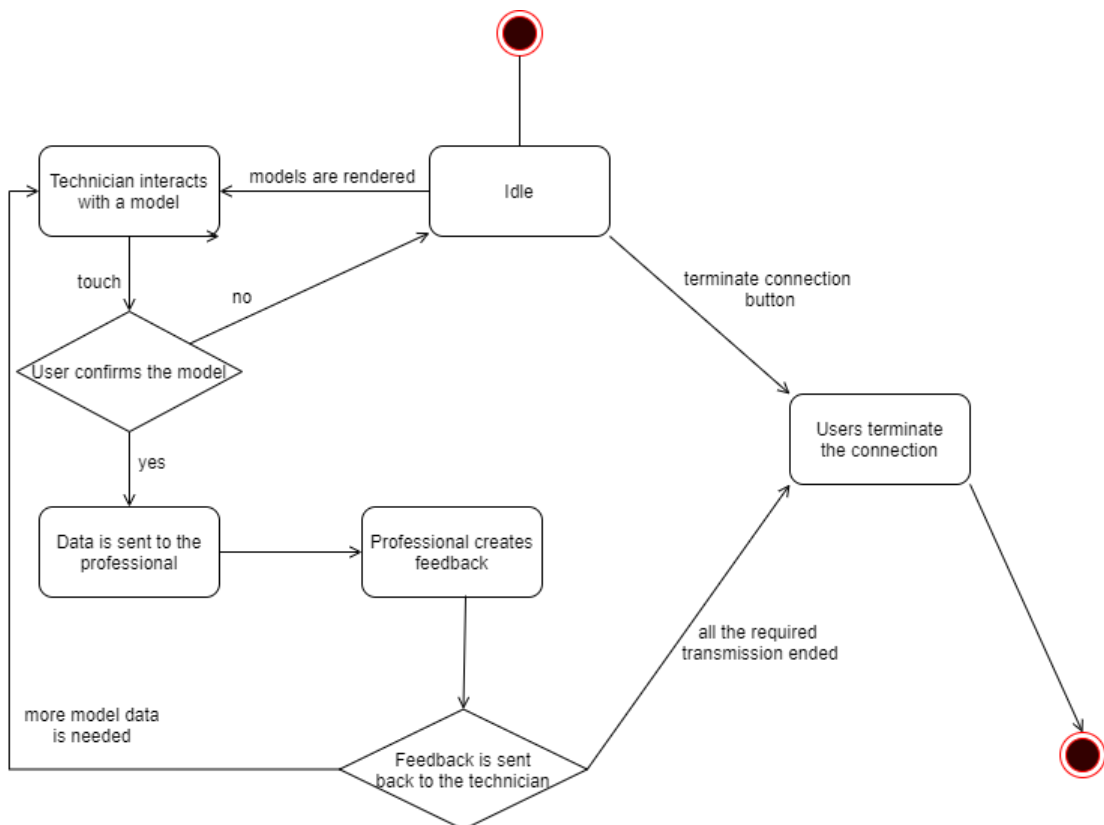 Technician interacts
with a model
models are rendered
Idle
touch
no
terminate connection
button
User confirms the model
Users terminate
the connection
yes
Data is sent to the
professional
Professional creates
feedback
all the required
transmission ended
more model data
is needed
Feedback is sent
back to the technician